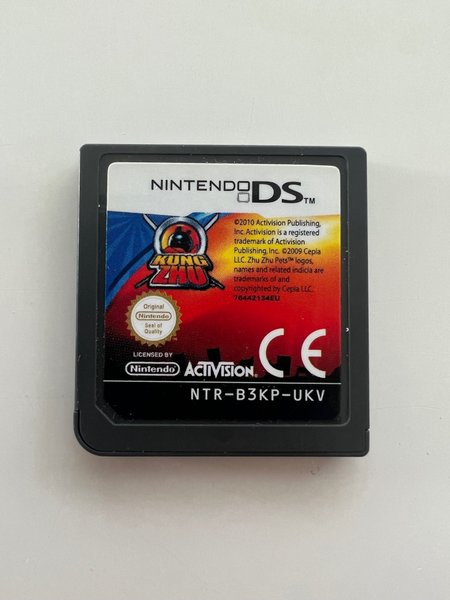 NINTENDO DS™
©2010 Activision Publishing,
Inc. Activision is a registered
trademark of Activision
Publishing, Inc. ©2009 Cepia
LLC. Zhu Zhu Pets™ logos,
names and related indicia are
trademarks of and
copyrighted by Cepia LLC.
76442134EU
KUNG
ZHU
Original
Nintendo
Seal of
Quality
LICENSED BY
Nintendo
ACTIVISION.
CE
NTR-B3KP-UKV